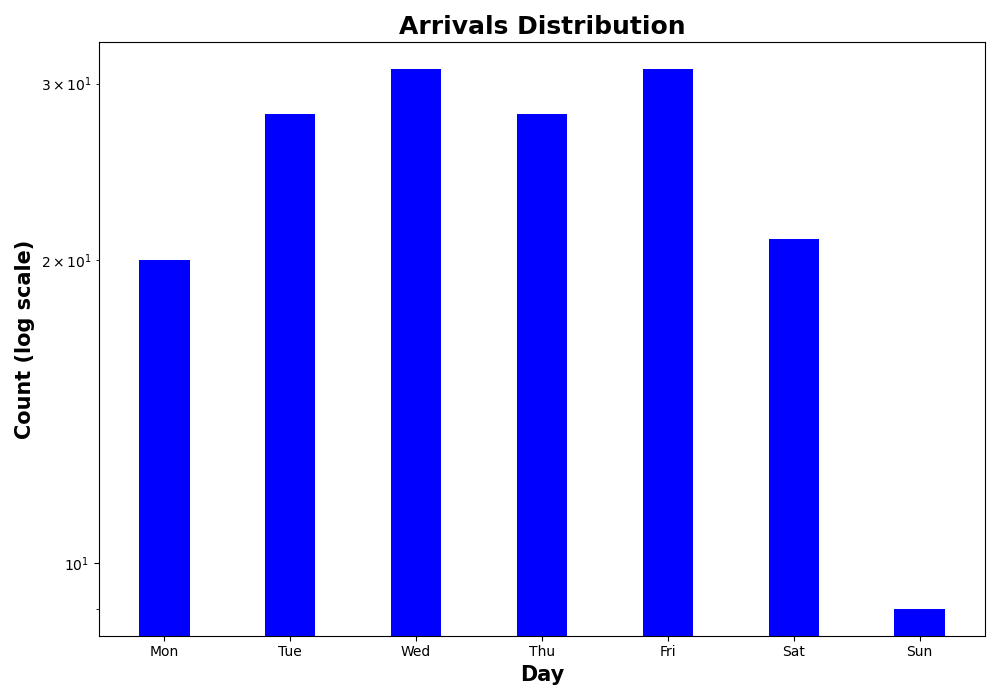 Arrivals Distribution
Count (log scale)
3 × 10¹
2 × 10¹
10¹
Mon Tue Wed Thu Fri Sat Sun
Day